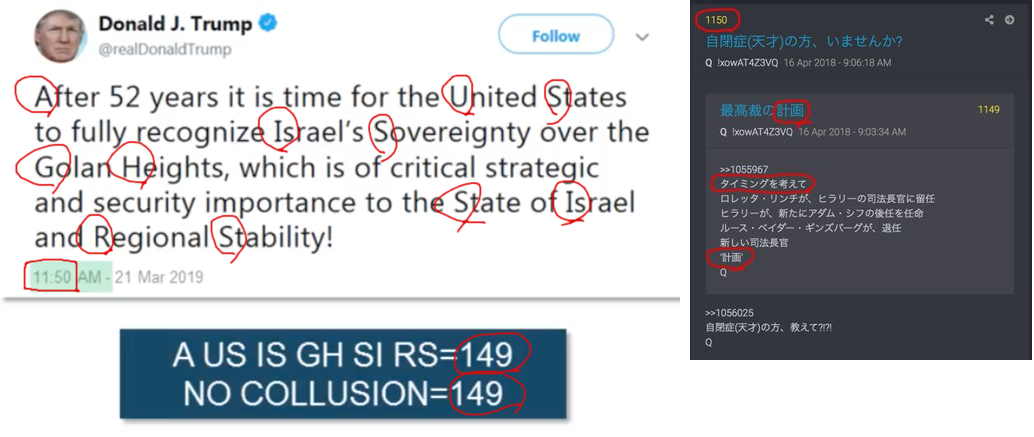 Donald J. Trump
@realDonaldTrump
Follow
After 52 years it is time for the United States
to fully recognize Israel's Sovereignty over the
Golan Heights, which is of critical strategic
and security importance to the State of Israel
and Regional Stability!
11:50 AM - 21 Mar 2019
A US IS GH SI RS=149
NO COLLUSION=149
1150
自閉症(天才)の方、いませんか?
Q !xowAT4Z3VQ 16 Apr 2018 - 9:06:18 AM
最高裁の計画
1149
Q !xowAT4Z3VQ 16 Apr 2018 - 9:03:34 AM
>>1055967
タイミングを考えて
ロレッタ・リンチが、ヒラリーの司法長官に留任
ヒラリーが、新たにアダム・シフの後任を任命
ルース・ベイダー・ギンズバーグが、退任
新しい司法長官
'計画'
Q
>>1056025
自閉症(天才)の方、教えて?!?!
Q